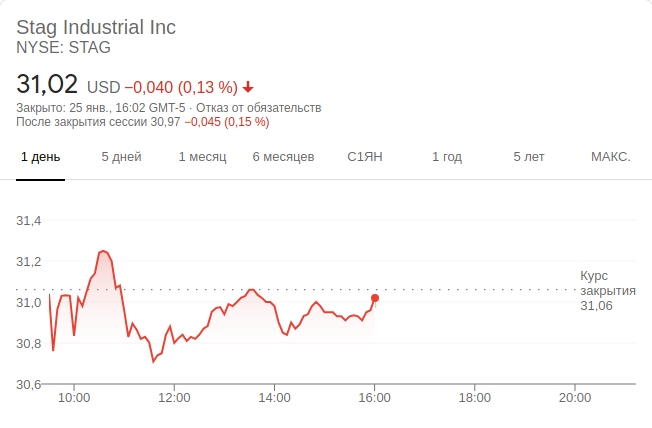 Stag Industrial Inc
NYSE: STAG
31,02 USD −0,040 (0,13 %)
Закрыто: 25 янв., 16:02 GMT-5 · Отказ от обязательств
После закрытия сессии 30,97 −0,045 (0,15 %)
1 день 5 дней 1 месяц 6 месяцев С1ЯН 1 год 5 лет МАКС.
31,4
31,2
31,0
30,8
30,6
Курс
закрытия
31,06
10:00 12:00 14:00 16:00 18:00 20:00